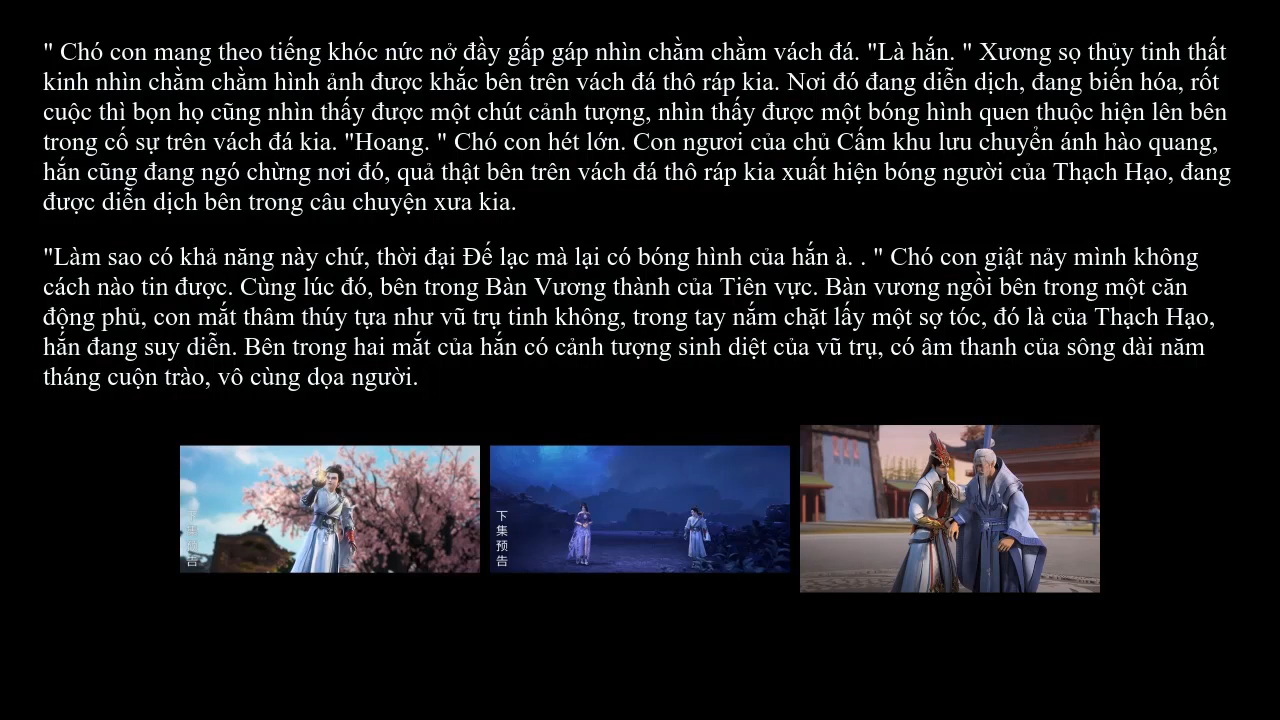 " Chó con mang theo tiếng khóc nức nở đầy gấp gáp nhìn chằm chằm vách đá. "Là hắn. " Xương sọ thủy tinh thất
kinh nhìn chằm chằm hình ảnh được khắc bên trên vách đá thô ráp kia. Nơi đó đang diễn dịch, đang biến hóa, rốt
cuộc thì bọn họ cũng nhìn thấy được một chút cảnh tượng, nhìn thấy được một bóng hình quen thuộc hiện lên bên
trong cố sự trên vách đá kia. "Hoang. " Chó con hét lớn. Con ngươi của chủ Cấm khu lưu chuyển ánh hào quang,
hắn cũng đang ngó chừng nơi đó, quả thật bên trên vách đá thô ráp kia xuất hiện bóng người của Thạch Hạo, đang
được diễn dịch bên trong câu chuyện xưa kia.
"Làm sao có khả năng này chứ, thời đại Đế lạc mà lại có bóng hình của hắn à. . " Chó con giật nảy mình không
cách nào tin được. Cùng lúc đó, bên trong Bàn Vương thành của Tiên vực. Bàn vương ngồi bên trong một căn
động phủ, con mắt thâm thúy tựa như vũ trụ tinh không, trong tay nắm chặt lấy một sợ tóc, đó là của Thạch Hạo,
hắn đang suy diễn. Bên trong hai mắt của hắn có cảnh tượng sinh diệt của vũ trụ, có âm thanh của sông dài năm
tháng cuộn trào, vô cùng dọa người.
下集预告
下集预告